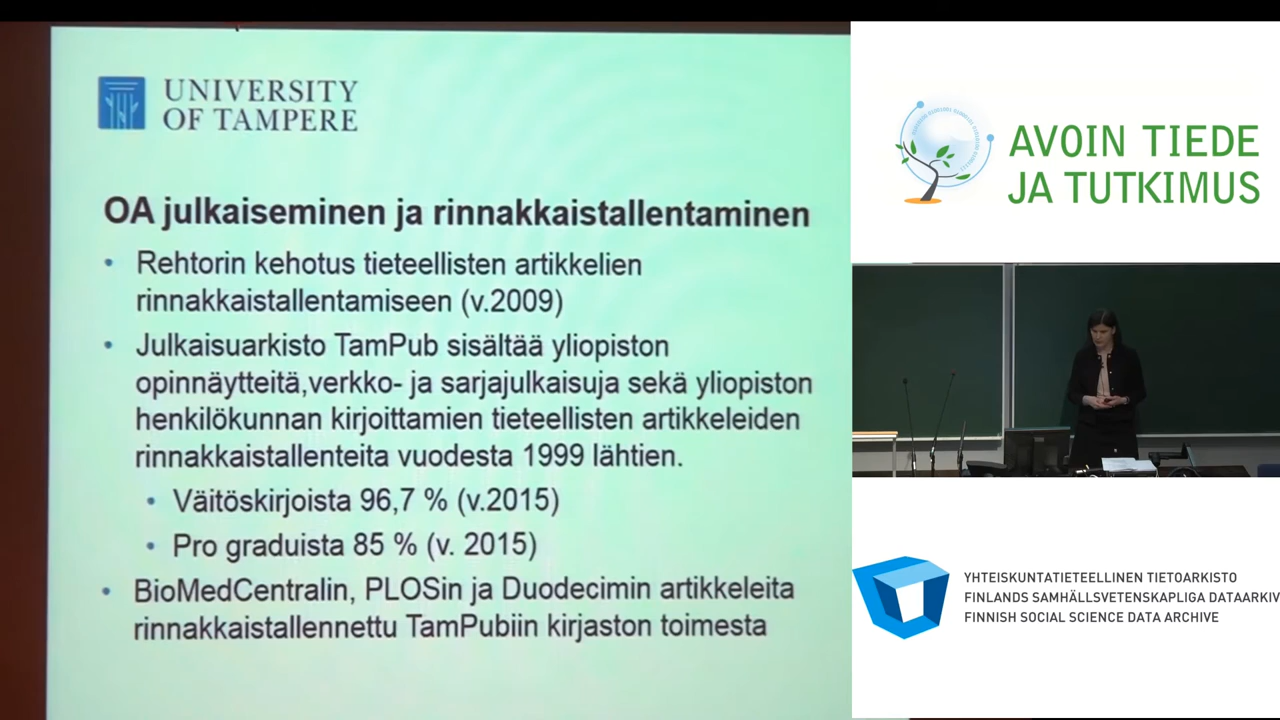 UNIVERSITY
OF TAMPERE
OA julkaiseminen ja rinnakkaistallentaminen
• Rehtorin kehotus tieteellisten artikkelien
rinnakkaistallentamiseen (v.2009)
• Julkaisuarkisto TamPub sisältää yliopiston
opinnäytteitä,verkko- ja sarjajulkaisuja sekä yliopiston
henkilökunnan kirjoittamien tieteellisten artikkeleiden
rinnakkaistallenteita vuodesta 1999 lähtien.
• Väitöskirjoista 96,7 % (v.2015)
• Pro graduista 85 % (v. 2015)
• BioMedCentralin, PLOSin ja Duodecimin artikkeleita
rinnakkaistallennettu TamPubiin kirjaston toimesta
AVOIN TIEDE
JA TUTKIMUS
YHTEISKUNTATIETEELLINEN TIETOARKISTO
FINLANDS SAMHÄLLSVETENSKAPLIGA DATAARKIV
FINNISH SOCIAL SCIENCE DATA ARCHIVE